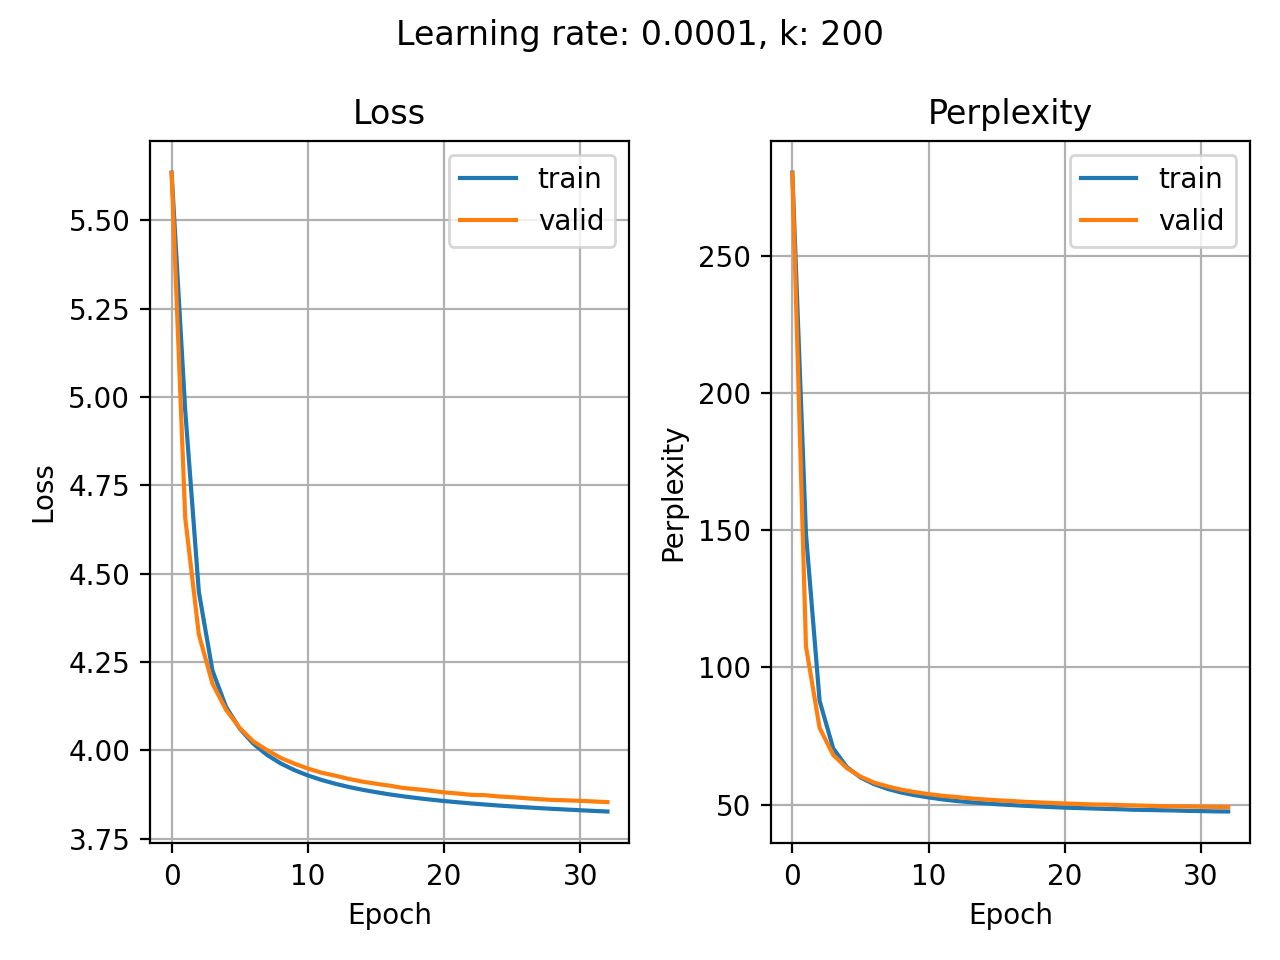 Learning rate: 0.0001, k: 200
Loss
Loss
5.50
5.25
5.00
4.75
4.50
4.25
4.00
3.75
0 10 20 30
Epoch
train
valid
Perplexity
Perplexity
250
200
150
100
50
0 10 20 30
Epoch
train
valid